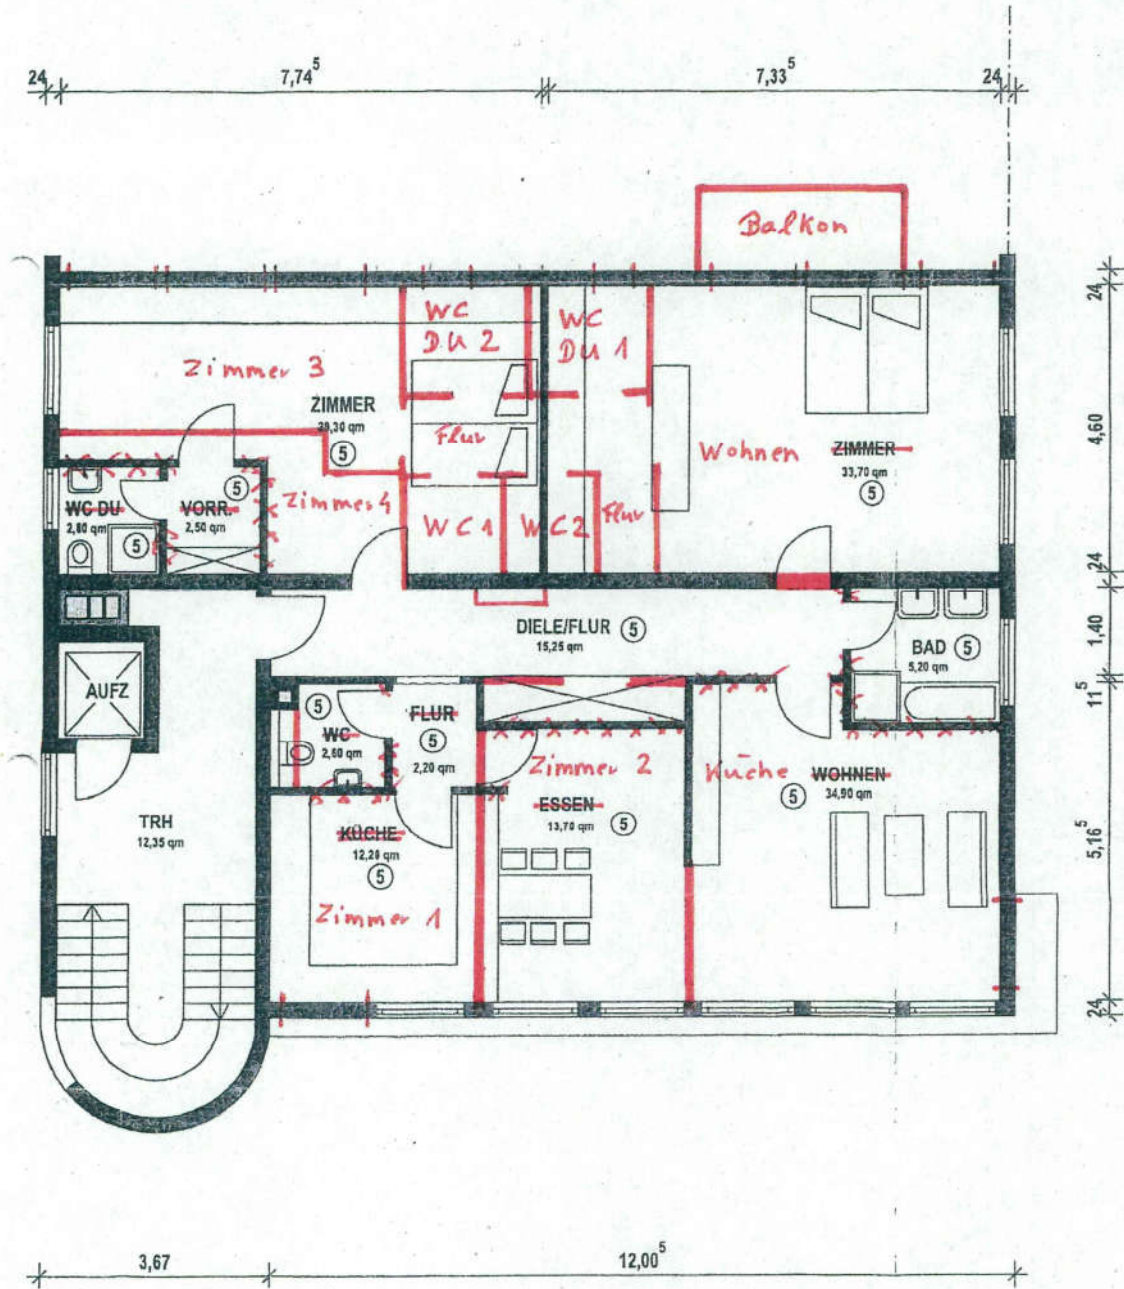 24
7,74⁵
7,33⁵
24
Balkon
WC
DU 2
WC
DU 1
Zimmer 3
ZIMMER
29,30 qm
5
Flur
Wohnen
ZIMMER
33,70 qm
5
24
4,60
24
1,40
11⁵
5,16⁵
24
WC DU
2,80 qm
5
VORR.
2,50 qm
5
Zimmer 4
WC 1
WC 2
Flur
DIELE/FLUR 5
15,25 qm
BAD 5
5,20 qm
AUFZ
5
WC
2,60 qm
FLUR
5
2,20 qm
Zimmer 2
ESSEN
13,70 qm
5
Küche
WOHNEN
34,90 qm
5
TRH
12,35 qm
KÜCHE
12,20 qm
5
Zimmer 1
3,67
12,00⁵